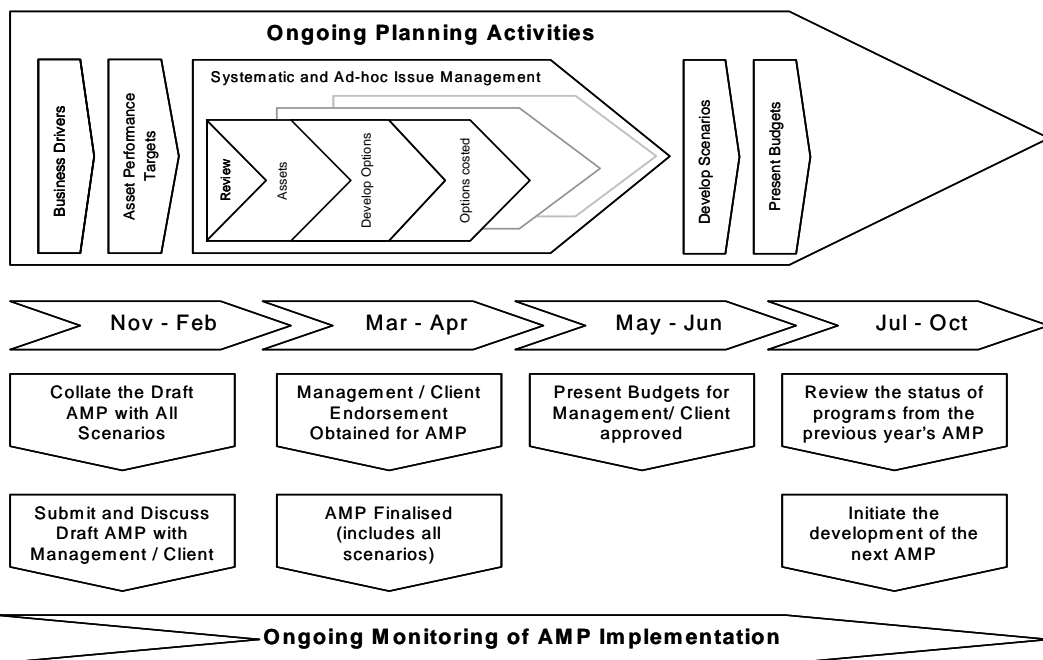 Ongoing Planning Activities
Systematic and Ad-hoc Issue Management
Business Drivers
Asset Performance
Targets
Review
Assets
Develop Options
Options costed
Develop Scenarios
Present Budgets
Nov - Feb
Mar - Apr
May - Jun
Jul - Oct
Collate the Draft
AMP with All
Scenarios
Management / Client
Endorsement
Obtained for AMP
Present Budgets for
Management/ Client
approved
Review the status of
programs from the
previous year's AMP
Submit and Discuss
Draft AMP with
Management / Client
AMP Finalised
(includes all
scenarios)
Initiate the
development of the
next AMP
Ongoing Monitoring of AMP Implementation